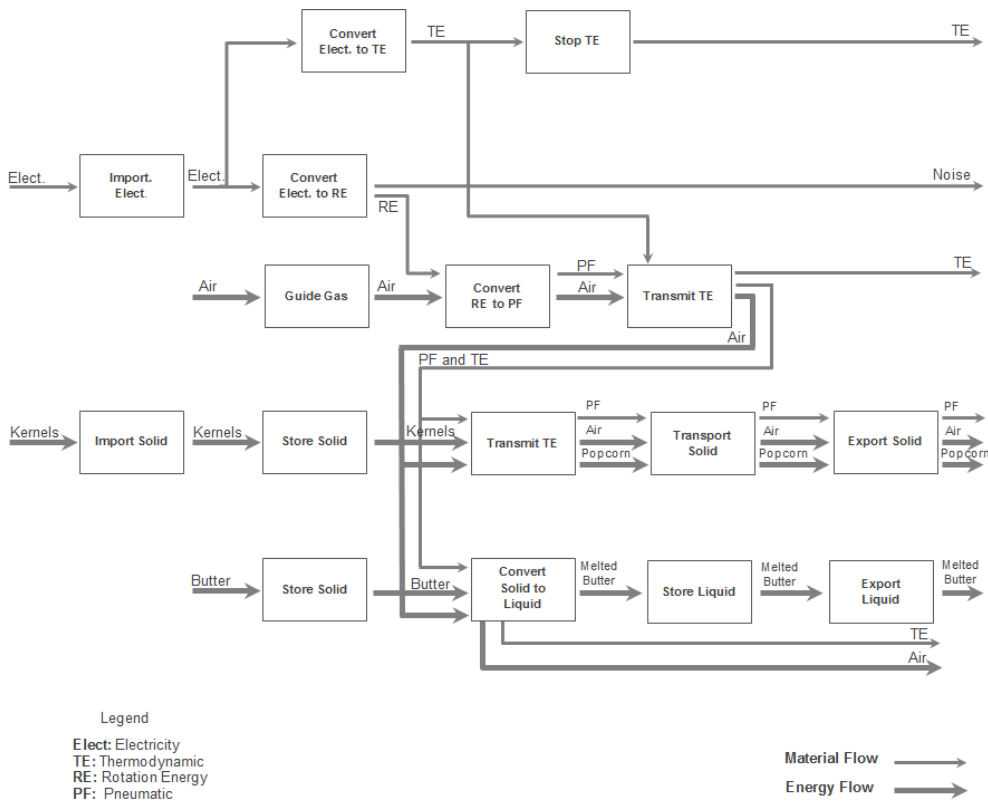 Convert
Elect. to TE
TE
Stop TE
TE
Elect.
Import.
Elect.
Elect.
Convert
Elect. to RE
Noise
RE
Air
Guide Gas
Air
Convert
RE to PF
PF
Air
Transmit TE
TE
Air
PF and TE
Kernels
Import Solid
Kernels
Store Solid
Kernels
Transmit TE
PF
Air
Popcorn
Transport
Solid
PF
Air
Popcorn
Export Solid
PF
Air
Popcorn
Butter
Store Solid
Butter
Convert
Solid to
Liquid
Melted
Butter
Store Liquid
Melted
Butter
Export
Liquid
Melted
Butter
TE
Air
Legend
Elect: Electricity
TE: Thermodynamic
RE: Rotation Energy
PF: Pneumatic
Material Flow
Energy Flow